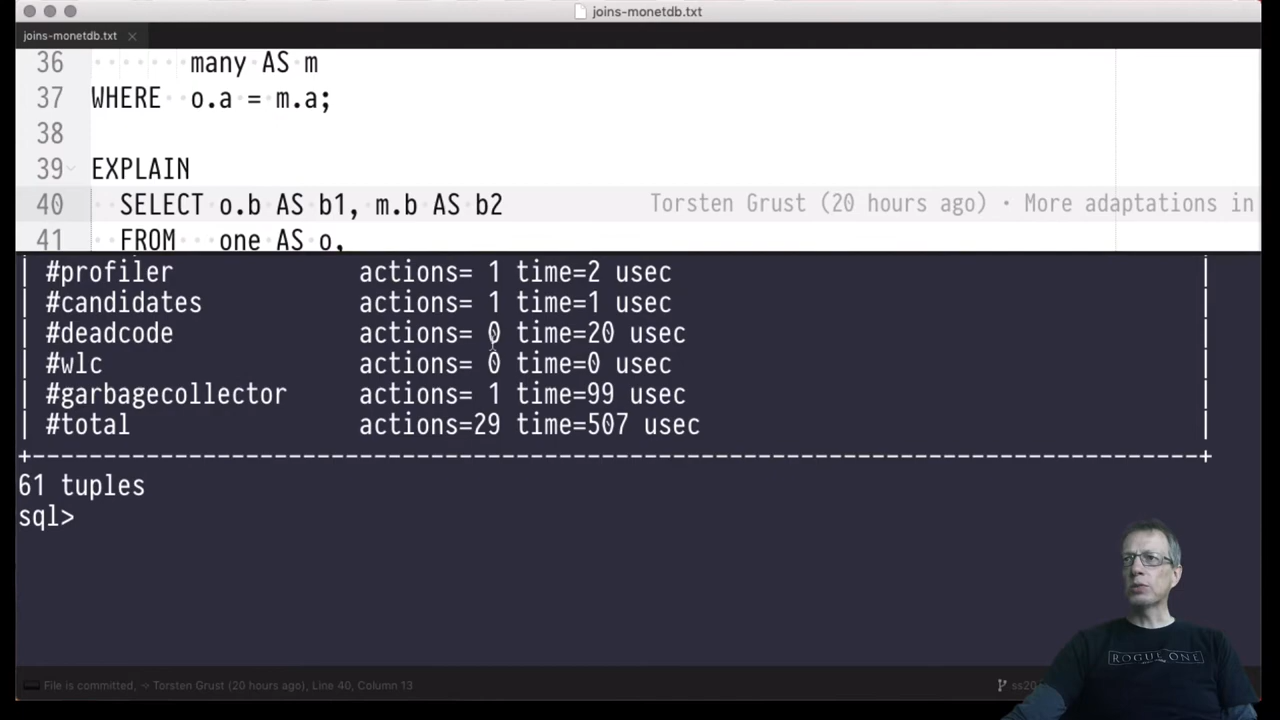 joins-monetdb.txt
joins-monetdb.txt ×
36 many AS m
37 WHERE o.a = m.a;
38
39 EXPLAIN
40 SELECT o.b AS b1, m.b AS b2 Torsten Grust (20 hours ago) · More adaptations in
41 FROM one AS o,
| #profiler actions= 1 time=2 usec |
| #candidates actions= 1 time=1 usec |
| #deadcode actions= 0 time=20 usec |
| #wlc actions= 0 time=0 usec |
| #garbagecollector actions= 1 time=99 usec |
| #total actions=29 time=507 usec |
61 tuples
sql>
ROGUE ONE
File is committed, → Torsten Grust (20 hours ago), Line 40, Column 13
ss20